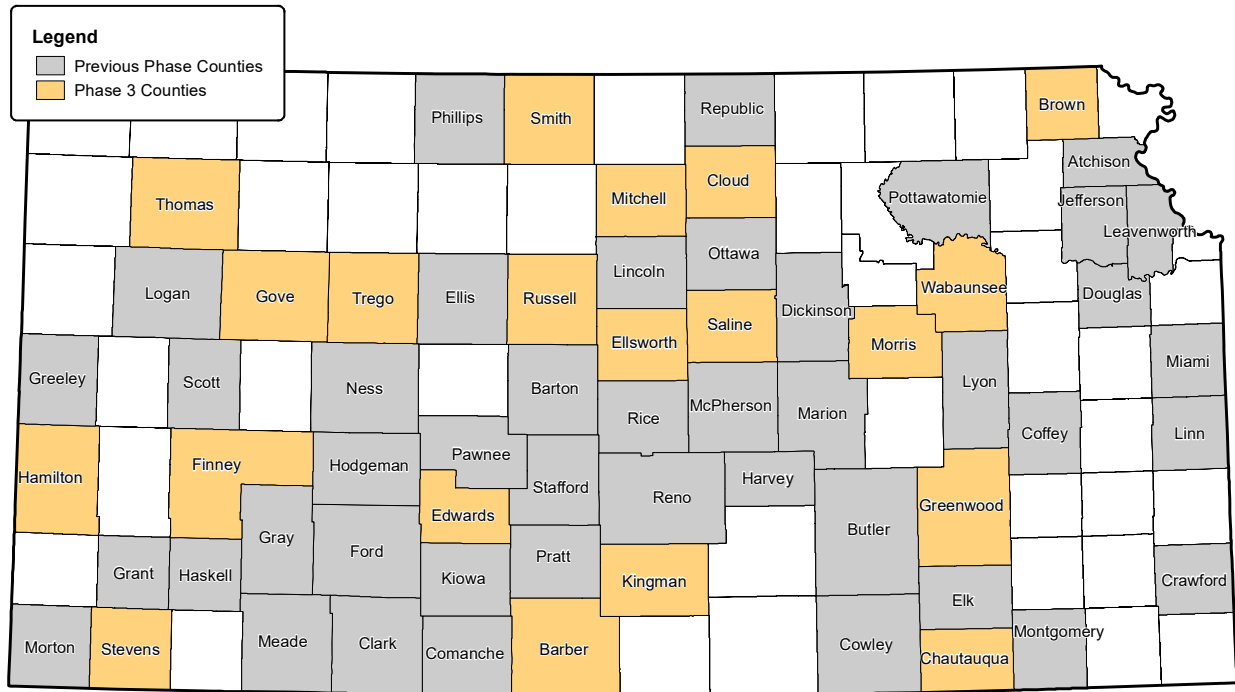 Legend
Previous Phase Counties
Phase 3 Counties
Phillips
Smith
Republic
Brown
Atchison
Thomas
Mitchell
Cloud
Pottawatomie
Jefferson
Leavenworth
Logan
Gove
Trego
Ellis
Russell
Lincoln
Ottawa
Dickinson
Wabaunsee
Douglas
Ellsworth
Saline
Morris
Greeley
Scott
Ness
Barton
Rice
McPherson
Marion
Lyon
Miami
Hamilton
Finney
Hodgeman
Pawnee
Stafford
Reno
Harvey
Coffey
Linn
Edwards
Butler
Greenwood
Gray
Ford
Grant
Haskell
Kiowa
Pratt
Kingman
Elk
Crawford
Morton
Stevens
Meade
Clark
Comanche
Barber
Cowley
Chautauqua
Montgomery